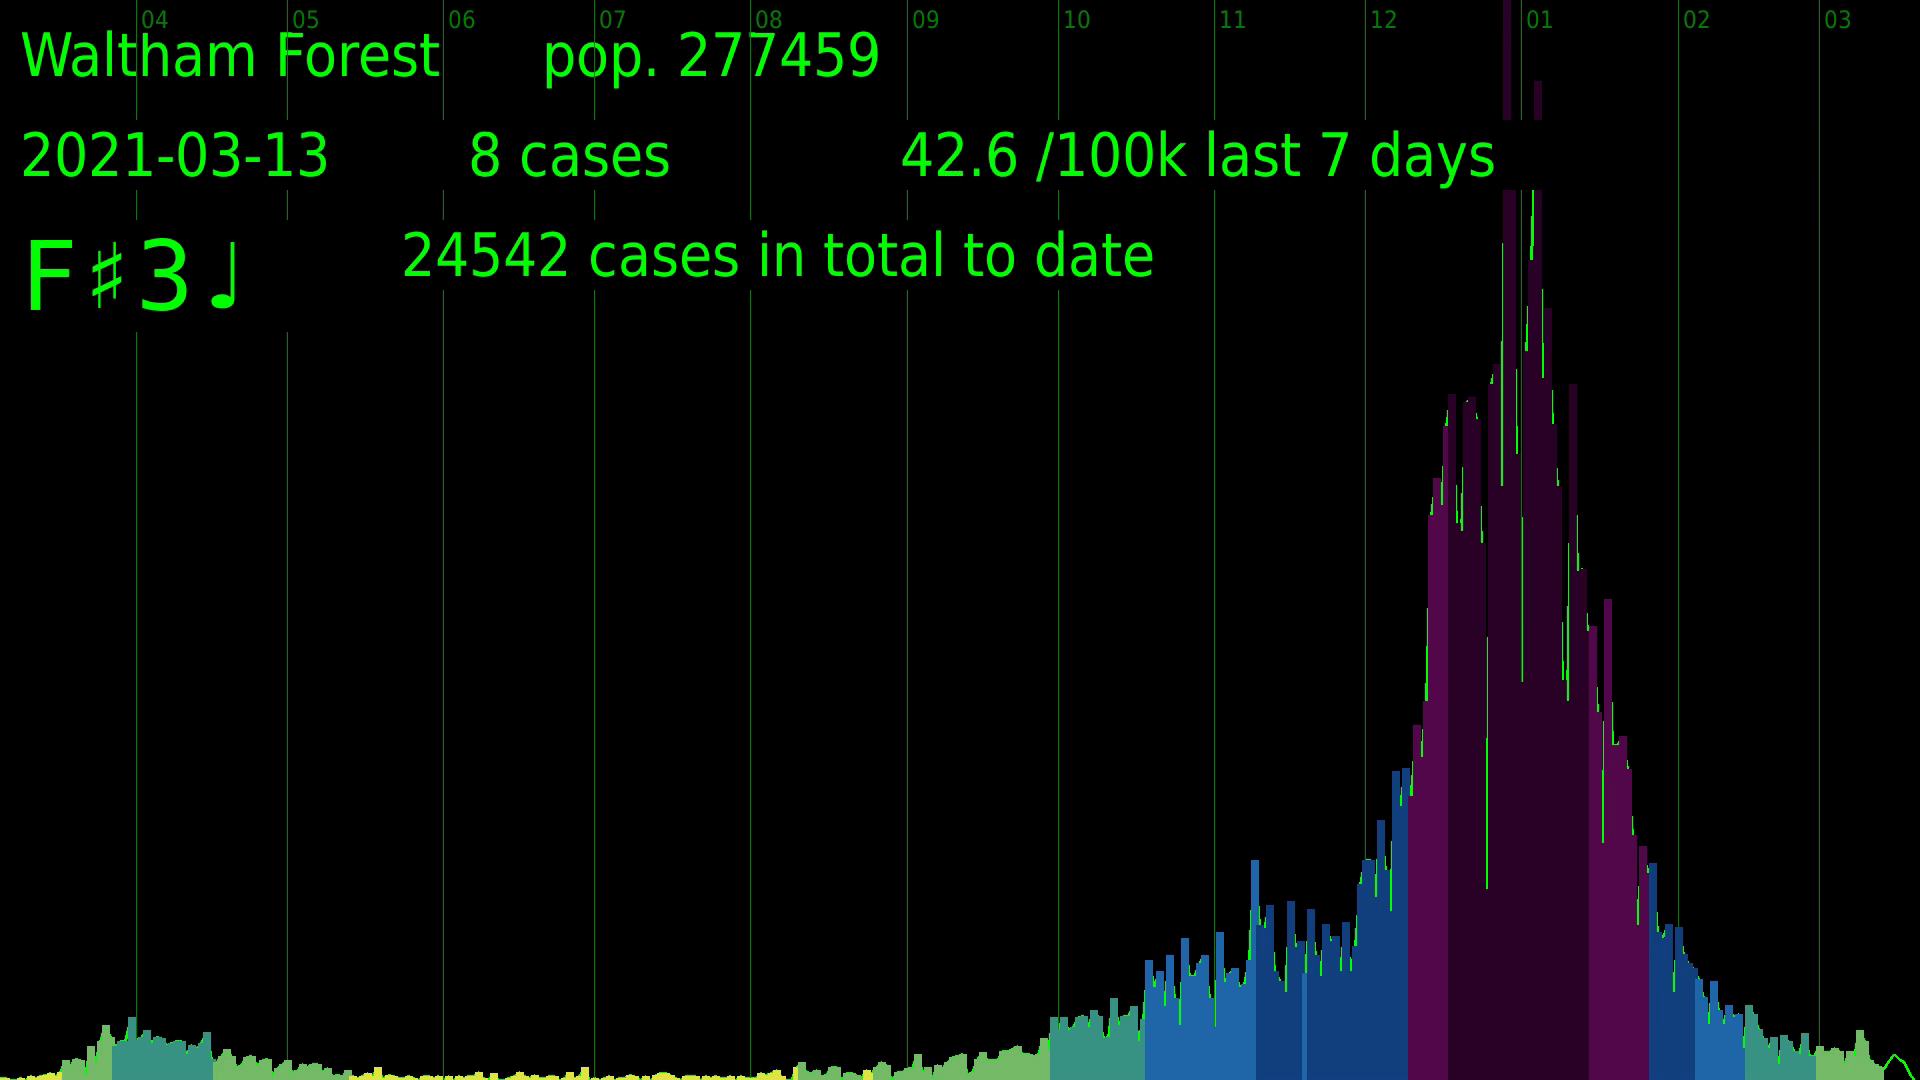 04 05 06 07 08 09 10 11 12 01 02 03
Waltham Forest pop. 277459
2021-03-13 8 cases 42.6 /100k last 7 days
F♯3♩ 24542 cases in total to date